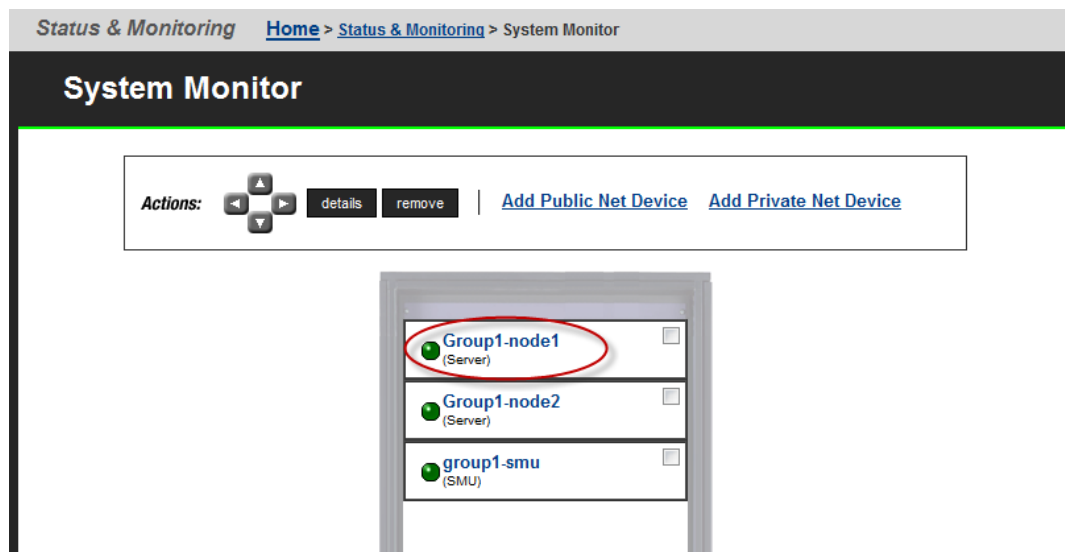 Status & Monitoring Home > Status & Monitoring > System Monitor
System Monitor
Actions: details remove | Add Public Net Device Add Private Net Device
Group1-node1
(Server)
Group1-node2
(Server)
group1-smu
(SMU)